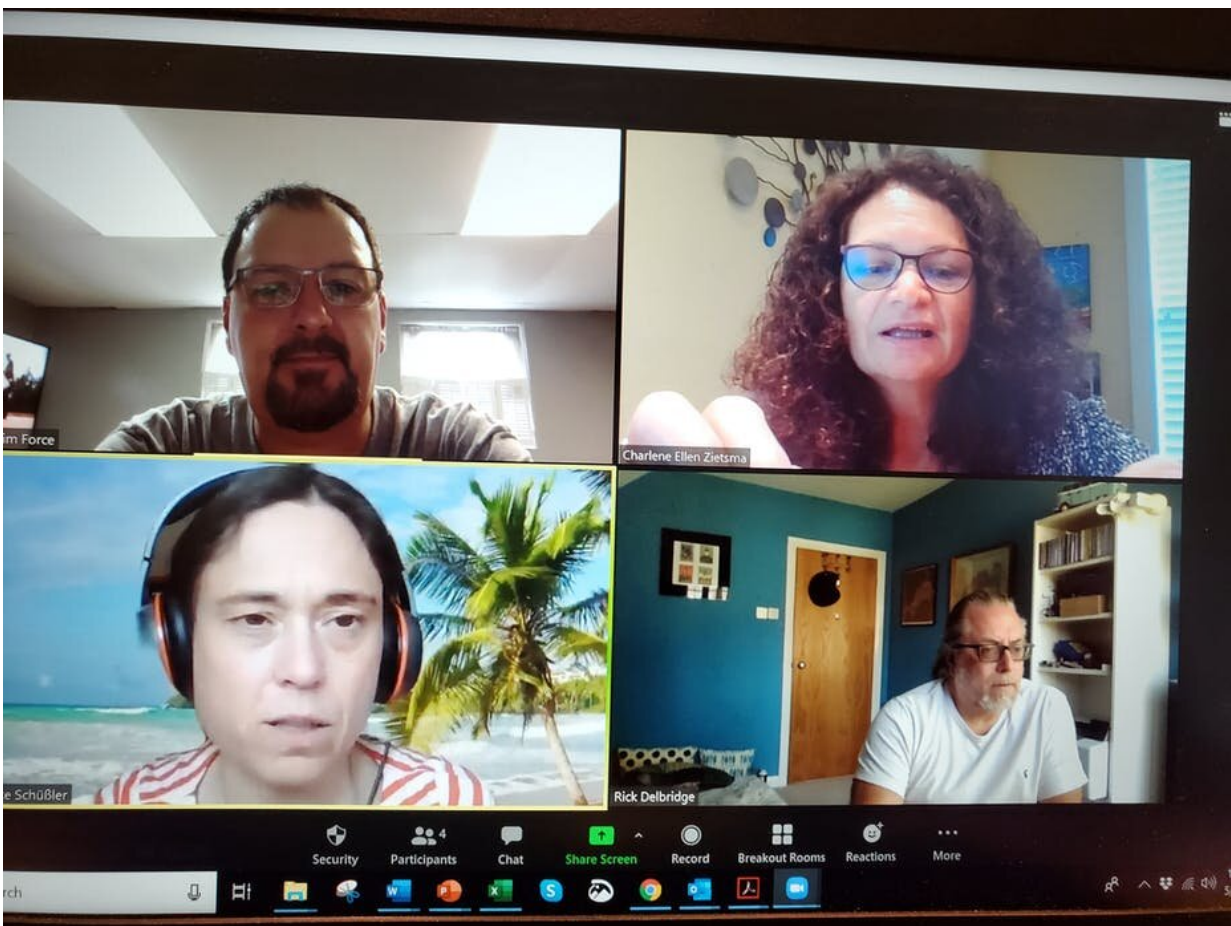 im Force
Charlene Ellen Zietsma
e Schüßler
Rick Delbridge
4
Security
Participants
Chat
Share Screen
Record
Breakout Rooms
Reactions
More
rch